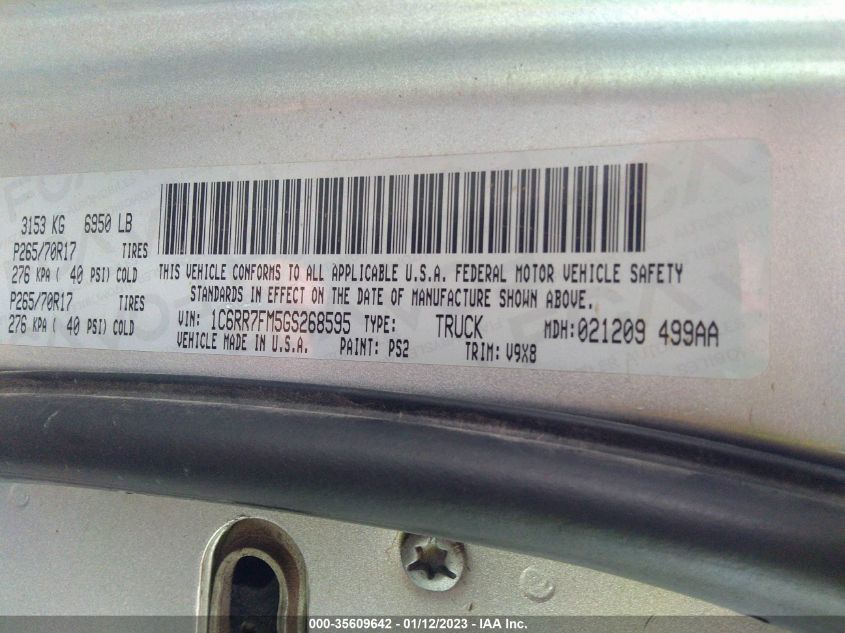 3153 KG 6950 LB
P265/70R17 TIRES
276 KPA ( 40 PSI) COLD
P265/70R17 TIRES
276 KPA ( 40 PSI) COLD
THIS VEHICLE CONFORMS TO ALL APPLICABLE U.S.A. FEDERAL MOTOR VEHICLE SAFETY
STANDARDS IN EFFECT ON THE DATE OF MANUFACTURE SHOWN ABOVE.
VIN: 1C6RR7FM5GS268595 TYPE: TRUCK MDH:021209 499AA
VEHICLE MADE IN U.S.A. PAINT: PS2 TRIM: V9X8
000-35609642 - 01/12/2023 - IAA Inc.